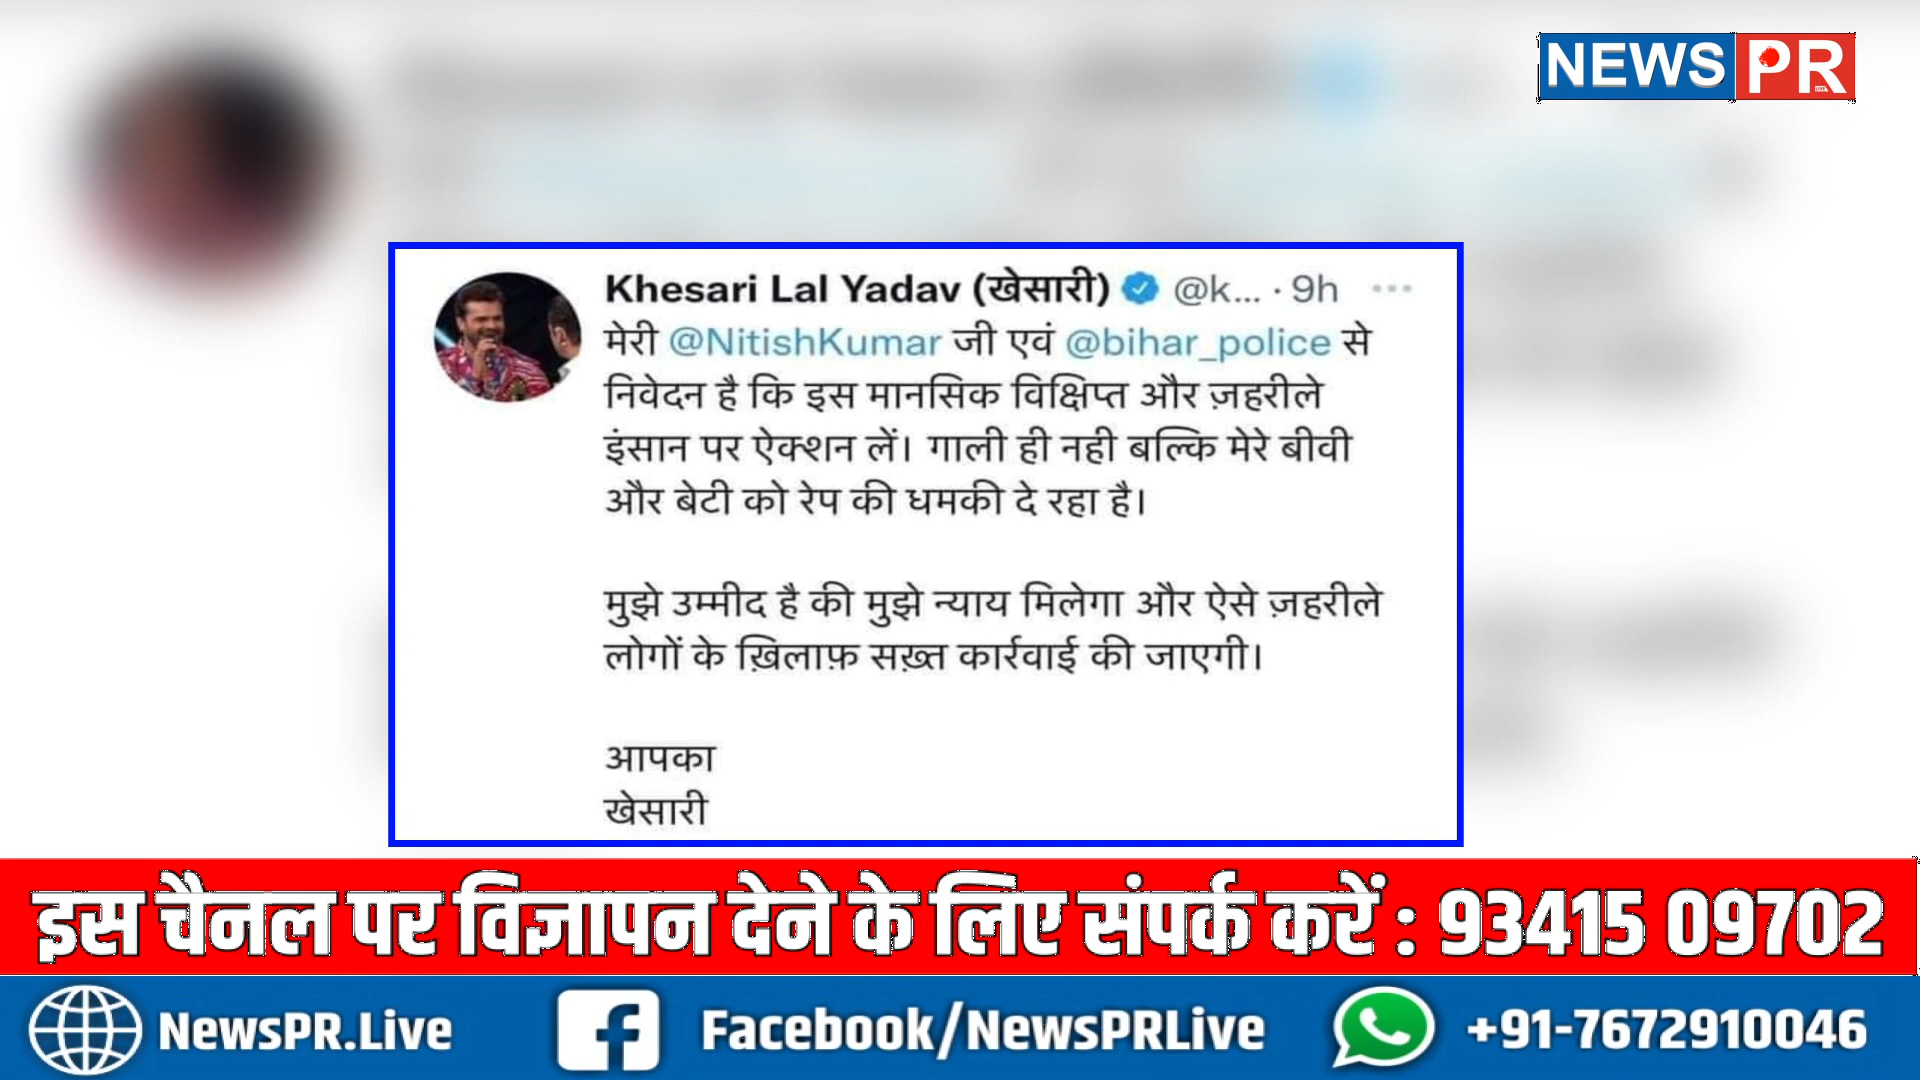 NEWS PR
Khesari Lal Yadav (खेसारी) @k... · 9h ...
मेरी @NitishKumar जी एवं @bihar_police से
निवेदन है कि इस मानसिक विक्षिप्त और ज़हरीले
इंसान पर ऐक्शन लें। गाली ही नही बल्कि मेरे बीवी
और बेटी को रेप की धमकी दे रहा है।
मुझे उम्मीद है की मुझे न्याय मिलेगा और ऐसे ज़हरीले
लोगों के ख़िलाफ़ सख़्त कार्रवाई की जाएगी।
आपका
खेसारी
इस चैनल पर विज्ञापन देने के लिए संपर्क करें : 93415 09702
NewsPR.Live Facebook/NewsPRLive +91-7672910046